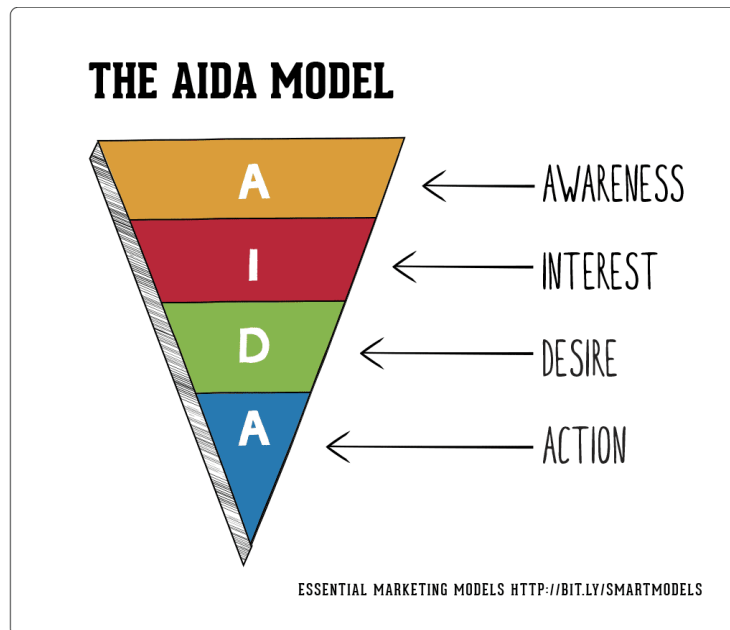 THE AIDA MODEL
A
AWARENESS
I
INTEREST
D
DESIRE
A
ACTION
ESSENTIAL MARKETING MODELS HTTP://BIT.LY/SMARTMODELS